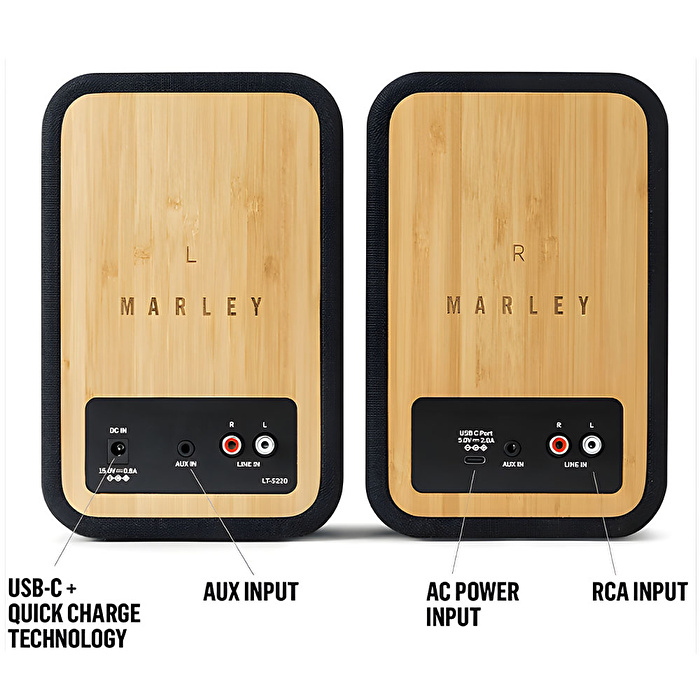 L
MARLEY
DC IN
15.0V⎓0.8A
AUX IN
R L
LINE IN
LT-S220
R
MARLEY
USB C Port
5.0V⎓2.0A
AUX IN
R L
LINE IN
USB-C +
QUICK CHARGE
TECHNOLOGY
AUX INPUT
AC POWER
INPUT
RCA INPUT